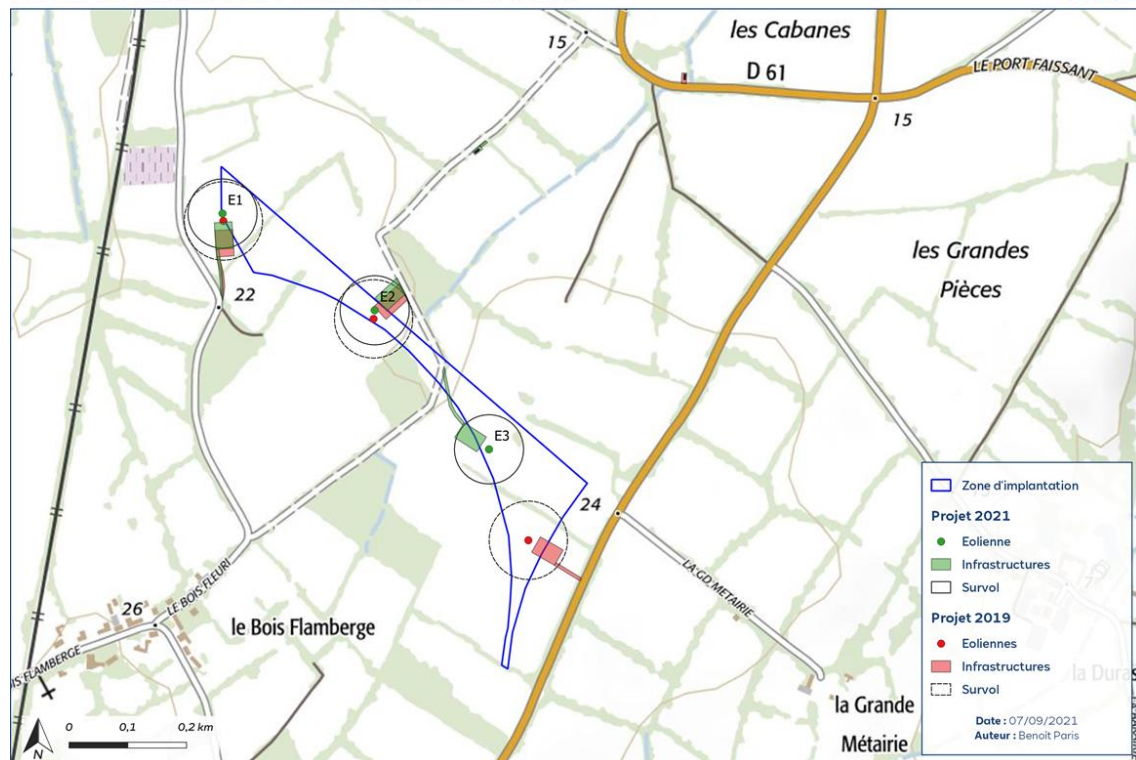 les Cabanes
15
D 61
LE PORT FAISSANT
15
E1
les Grandes
Pièces
22
E2
E3
24
LA GD METAIRIE
26
LE BOIS FLEURI
le Bois Flamberge
BOIS FLAMBERGE
la Grande
Métairie
0 0,1 0,2 km
N
Zone d'implantation
Projet 2021
Eolienne
Infrastructures
Survol
Projet 2019
Eoliennes
Infrastructures
Survol
Date : 07/09/2021
Auteur : Benoit Paris